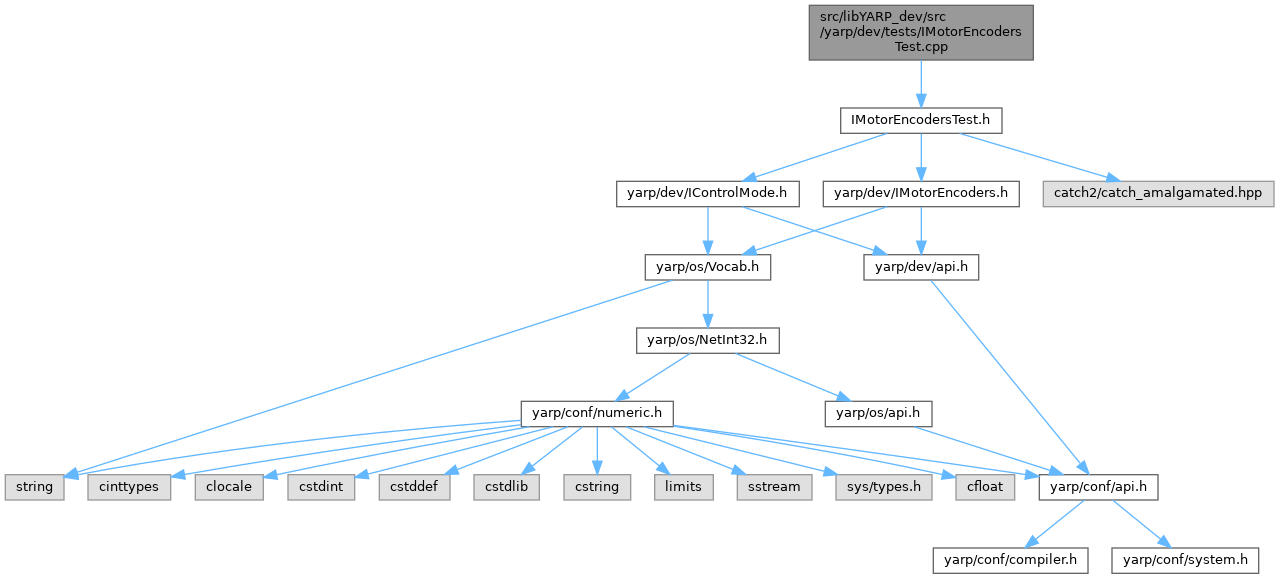 src/libYARP_dev/src
/yarp/dev/tests/IMotorEncoders
Test.cpp
IMotorEncodersTest.h
yarp/dev/IControlMode.h
yarp/dev/IMotorEncoders.h
catch2/catch_amalgamated.hpp
yarp/os/Vocab.h
yarp/dev/api.h
yarp/os/NetInt32.h
yarp/conf/numeric.h
yarp/os/api.h
string
cinttypes
clocale
cstdint
cstddef
cstdlib
cstring
limits
sstream
sys/types.h
cfloat
yarp/conf/api.h
yarp/conf/compiler.h
yarp/conf/system.h